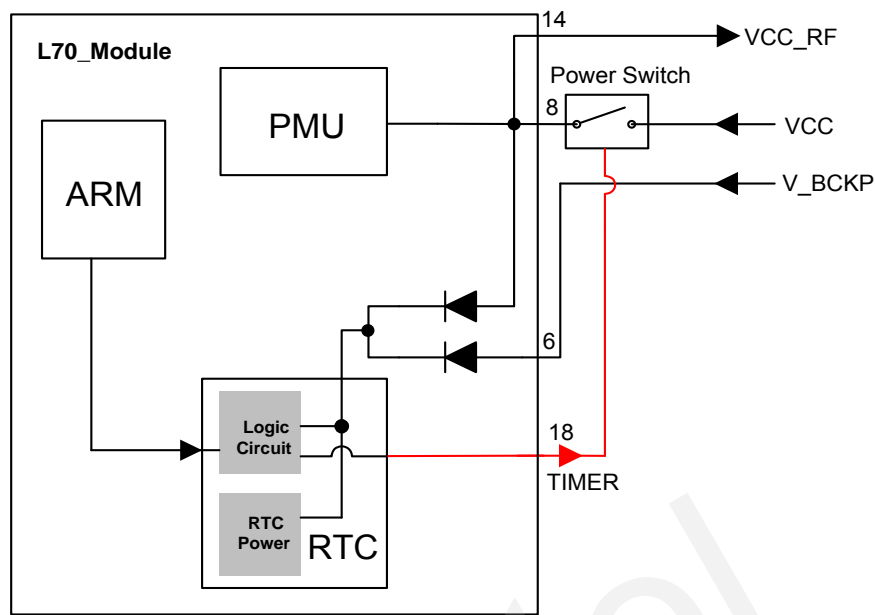 14
VCC_RF
L70_Module
Power Switch
PMU
8
VCC
ARM
V_BCKP
6
Logic
Circuit
18
TIMER
RTC
Power
RTC